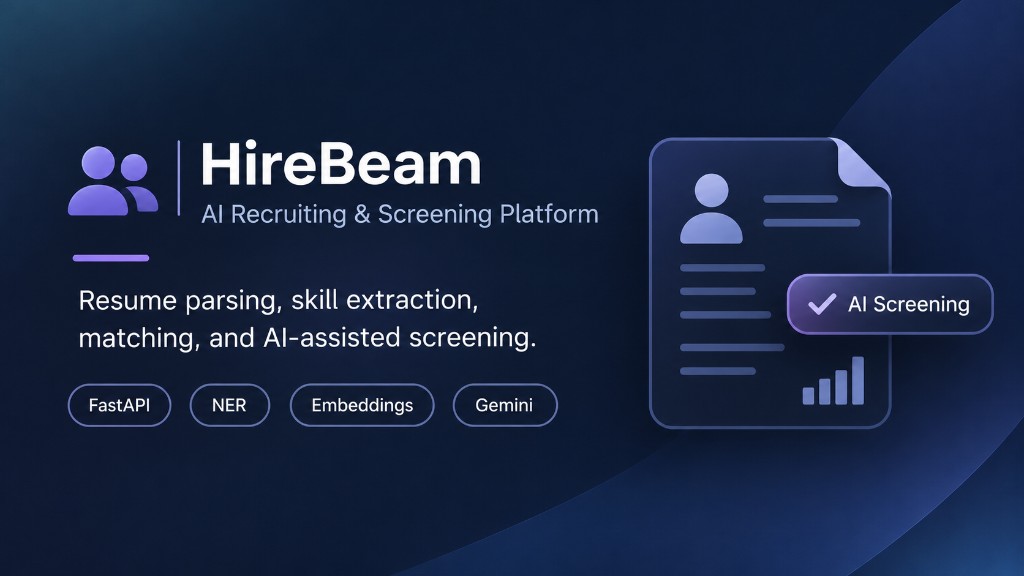 HireBeam
AI Recruiting & Screening Platform
Resume parsing, skill extraction,
matching, and AI-assisted screening.
FastAPI
NER
Embeddings
Gemini
AI Screening